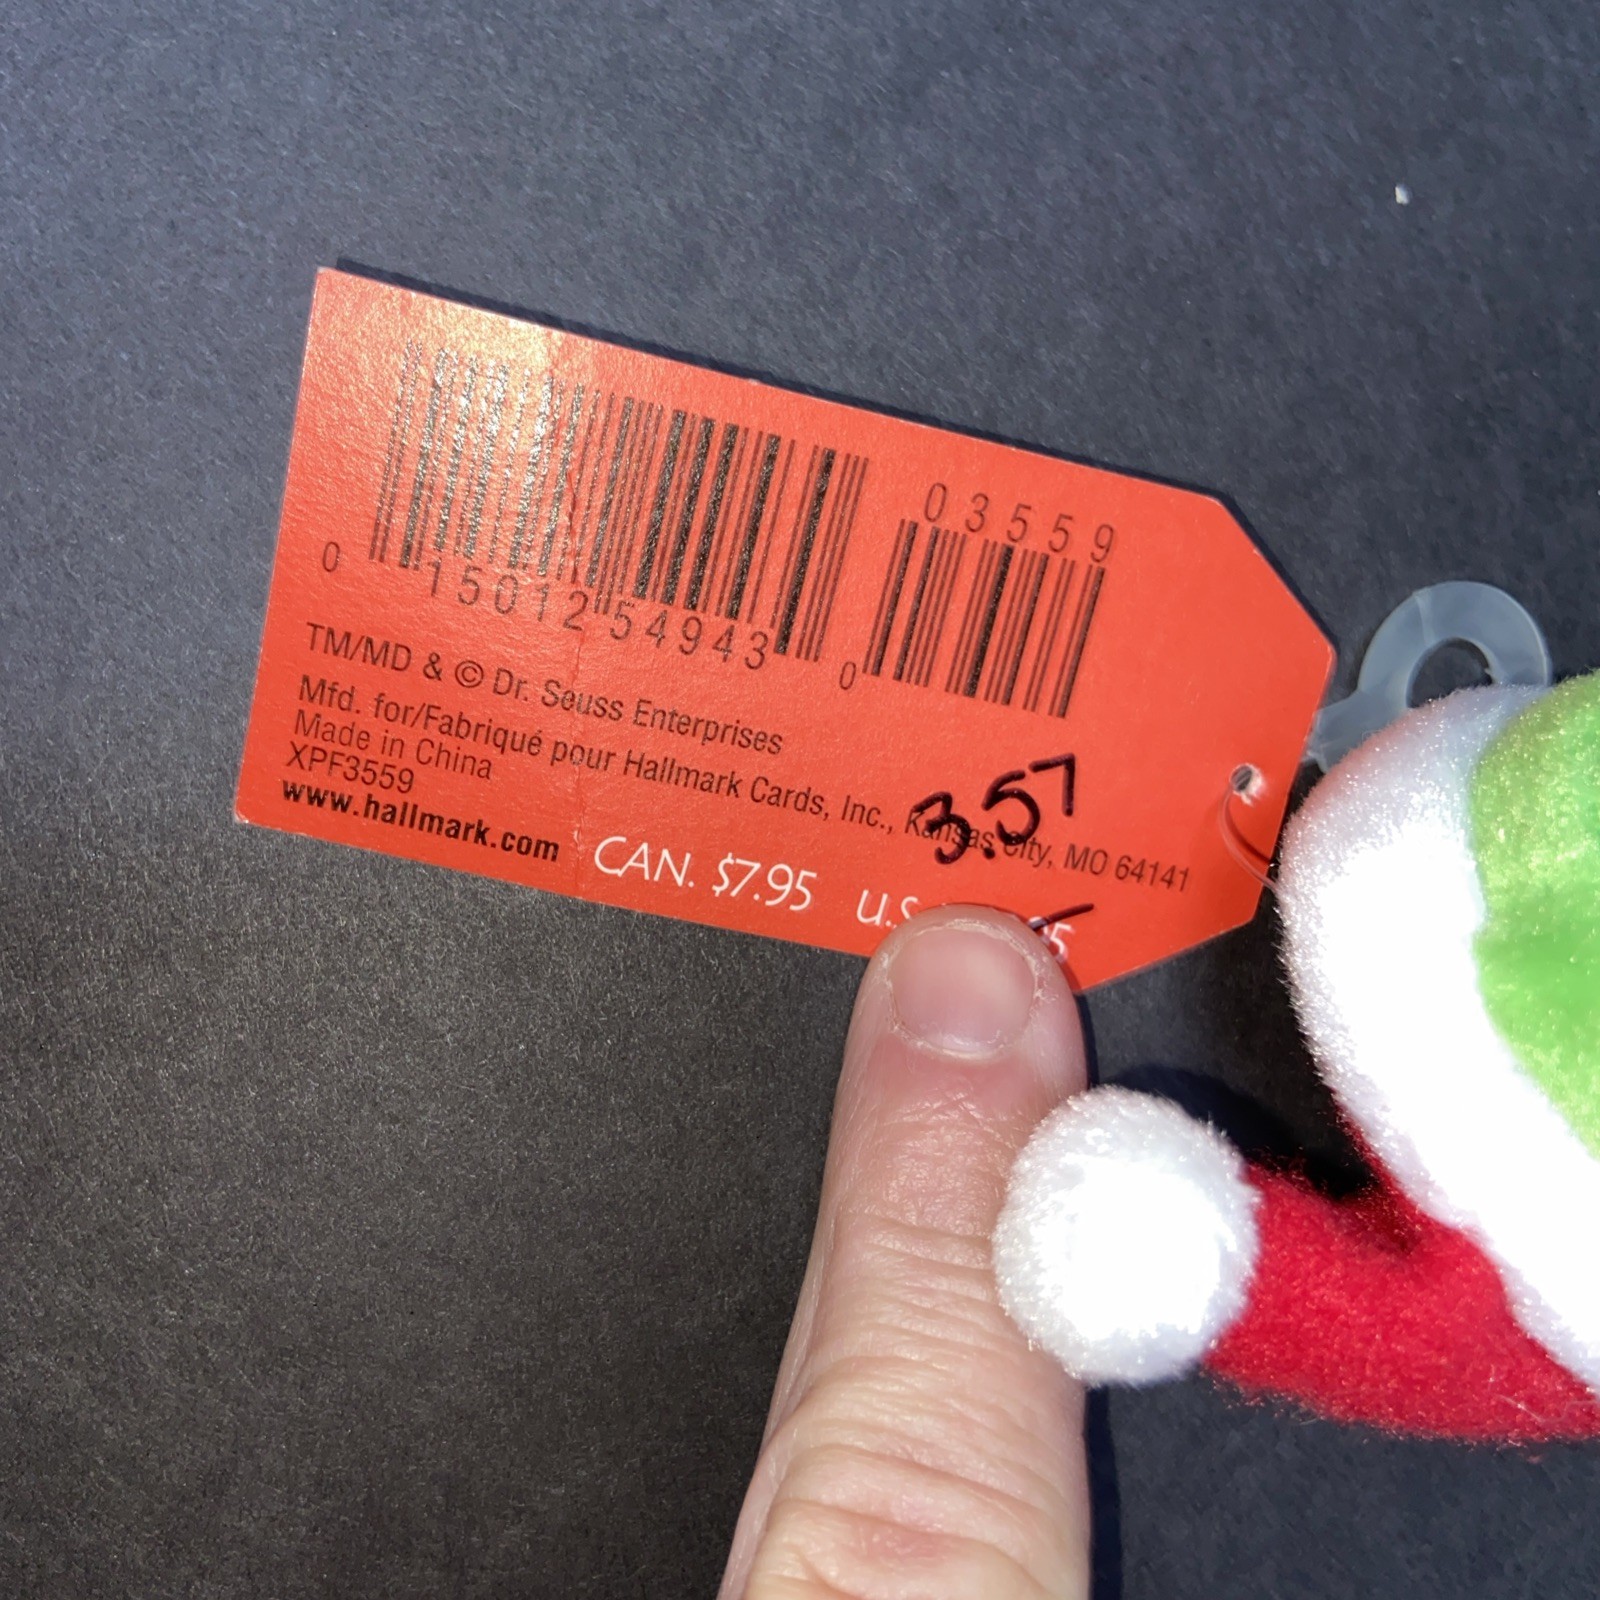 03559
0 15012 54943 0
TM/MD & © Dr. Seuss Enterprises
Mfd. for/Fabriqué pour Hallmark Cards, Inc., Kansas City, MO 64141
Made in China
XPF3559
www.hallmark.com
3.57
CAN. $7.95 U.S.